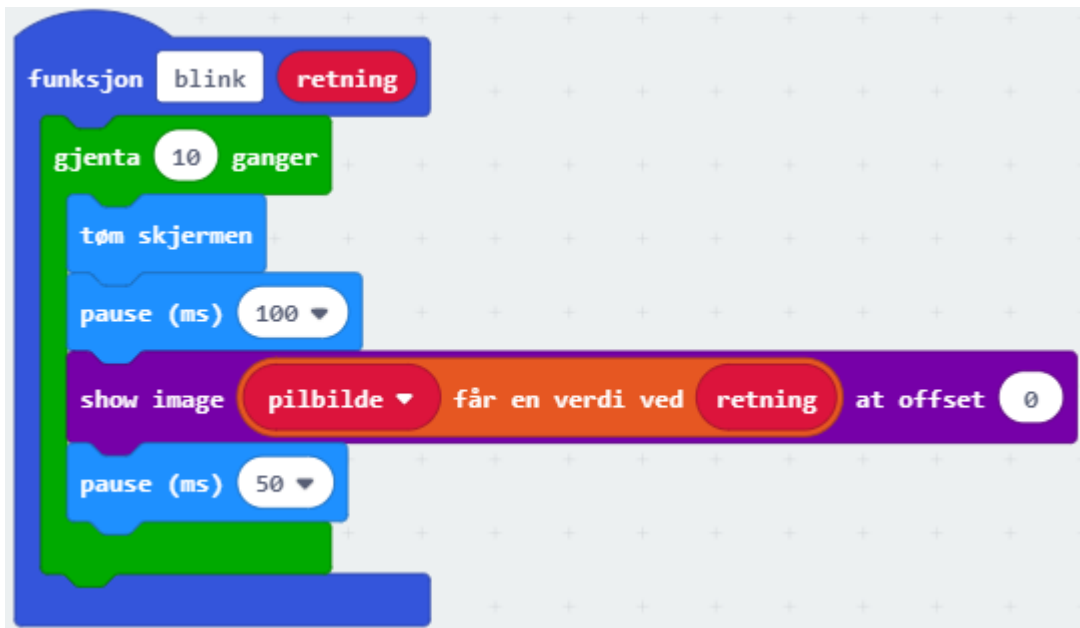 funksjon blink retning
gjenta 10 ganger
tøm skjermen
pause (ms) 100
show image pilbilde får en verdi ved retning at offset 0
pause (ms) 50